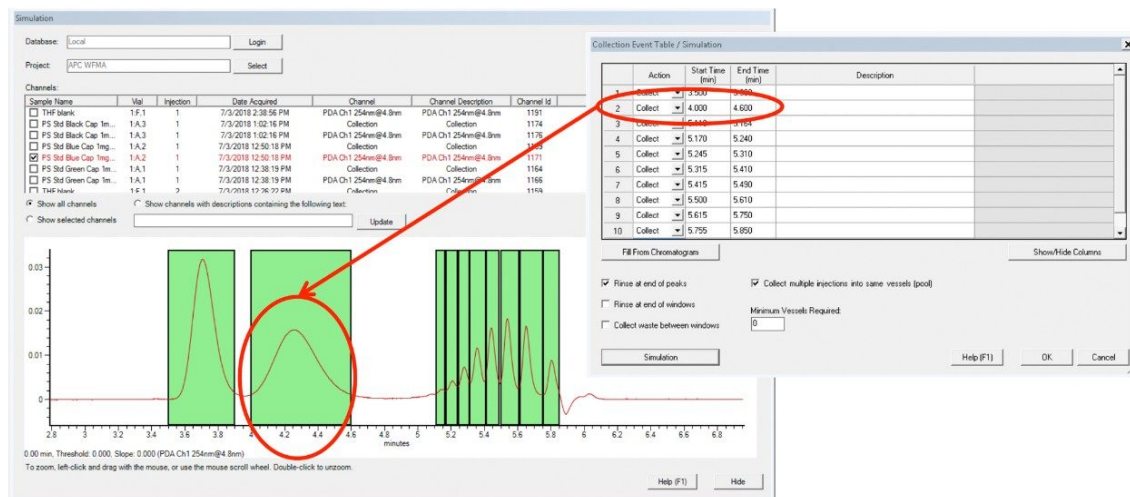 Simulation
Database: Local Login
Project: APC WFMA Select
Channels:
Sample Name Vial Injection Date Acquired Channel Channel Description Channel Id
THF blank 1:F,1 1 7/3/2018 2:38:56 PM PDA Ch1 254nm@4.8nm PDA Ch1 254nm@4.8nm 1191
PS Std Black Cap 1m... 1:A,3 1 7/3/2018 1:02:16 PM Collection Collection 1174
PS Std Black Cap 1m... 1:A,3 1 7/3/2018 1:02:16 PM PDA Ch1 254nm@4.8nm PDA Ch1 254nm@4.8nm 1176
PS Std Blue Cap 1mg... 1:A,2 1 7/3/2018 12:50:18 PM Collection Collection
PS Std Blue Cap 1mg... 1:A,2 1 7/3/2018 12:50:18 PM PDA Ch1 254nm@4.8nm PDA Ch1 254nm@4.8nm 1171
PS Std Green Cap 1m... 1:A,1 1 7/3/2018 12:38:19 PM Collection Collection 1164
PS Std Green Cap 1m... 1:A,1 1 7/3/2018 12:38:19 PM PDA Ch1 254nm@4.8nm PDA Ch1 254nm@4.8nm 1166
THF blank 1:F,1 2 7/3/2018 12:26:22 PM Collection Collection 1159
Show all channels Show channels with descriptions containing the following text:
Show selected channels Update
0.03
0.02
0.01
0
2.8 3 3.2 3.4 3.6 3.8 4 4.2 4.4 4.6 4.8 5 5.2 5.4 5.6 5.8 6 6.2 6.4 6.6 6.8
minutes
0.00 min, Threshold: 0.000, Slope: 0.000 (PDA Ch1 254nm@4.8nm)
To zoom, left-click and drag with the mouse, or use the mouse scroll wheel. Double-click to unzoom.
Help (F1) Hide
Collection Event Table / Simulation X
Action Start Time (min) End Time (min) Description
1 Collect 3.500
2 Collect 4.000 4.600
3 Collect
4 Collect 5.170 5.240
5 Collect 5.245 5.310
6 Collect 5.315 5.410
7 Collect 5.415 5.490
8 Collect 5.500 5.610
9 Collect 5.615 5.750
10 Collect 5.755 5.850
Fill From Chromatogram Show/Hide Columns
Rinse at end of peaks Collect multiple injections into same vessels (pool)
Rinse at end of windows
Minimum Vessels Required:
Collect waste between windows
8
Simulation Help (F1) OK Cancel